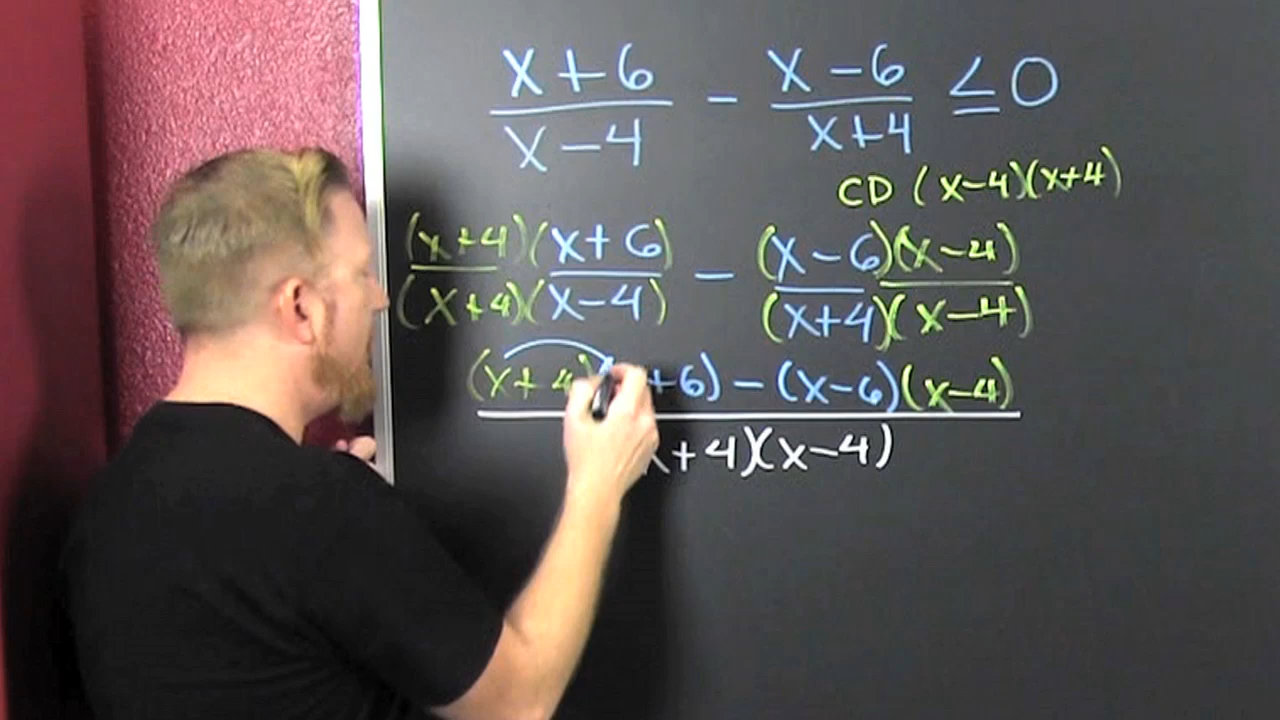 x+6 / x-4 - x-6 / x+4 ≤ 0
CD (x-4)(x+4)
(x+4)(x+6) - (x-6)(x-4)
(x+4)(x-4) (x+4)(x-4)
(x+4) +6) - (x-6)(x-4)
x+4)(x-4)